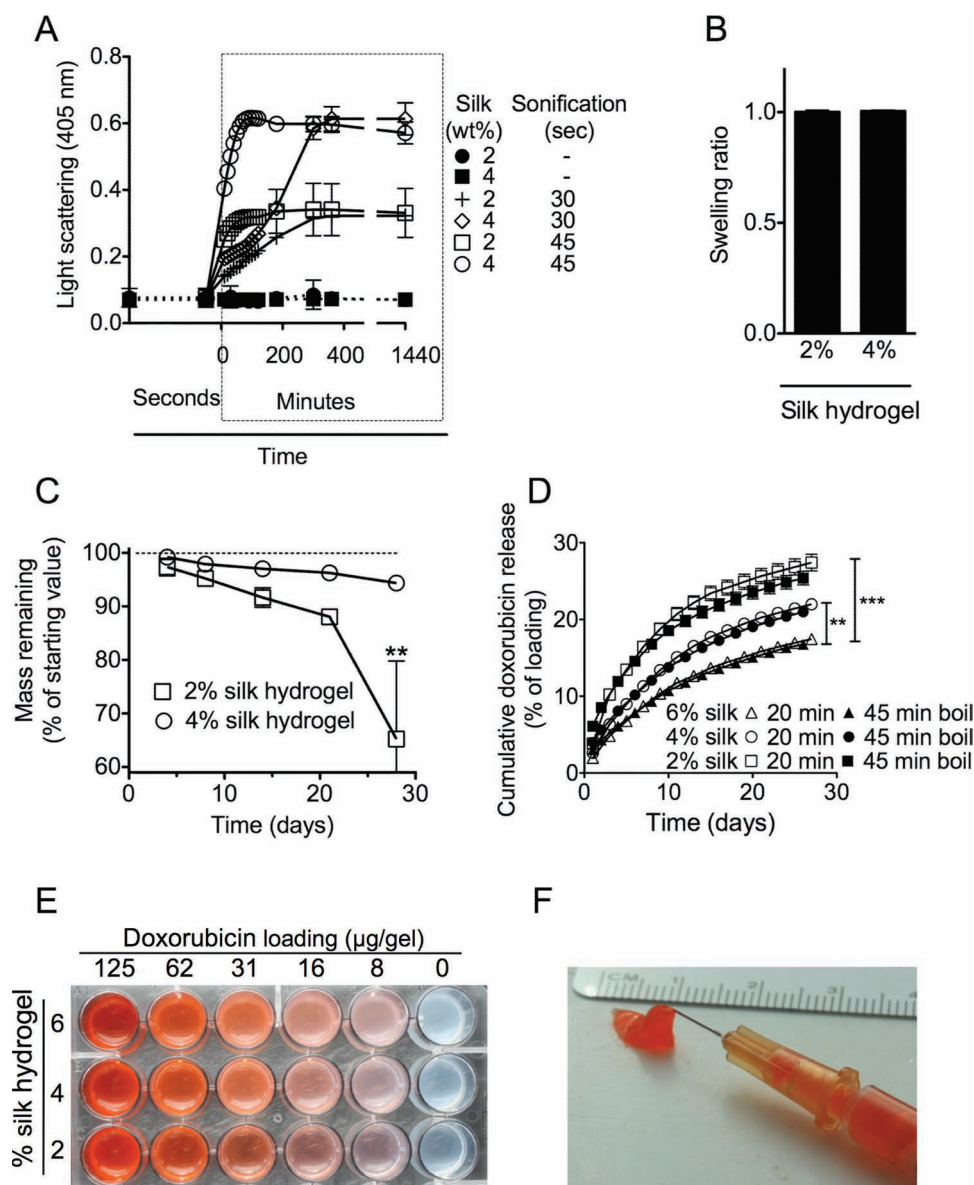 A
Light scattering (405 nm)
0.8
0.6
0.4
0.2
0.0
0 200 400 1440
Seconds Minutes
Time
Silk Sonification
(wt%) (sec)
2 -
4 -
2 30
4 30
2 45
4 45
B
Swelling ratio
1.0
0.5
0.0
2% 4%
Silk hydrogel
C
Mass remaining
(% of starting value)
100
90
80
70
60
**
2% silk hydrogel
4% silk hydrogel
0 10 20 30
Time (days)
D
Cumulative doxorubicin release
(% of loading)
30
20
10
0
** ***
6% silk 20 min 45 min boil
4% silk 20 min 45 min boil
2% silk 20 min 45 min boil
0 10 20 30
Time (days)
E
Doxorubicin loading (µg/gel)
125 62 31 16 8 0
% silk hydrogel
6
4
2
F
CM 1 2 3 4